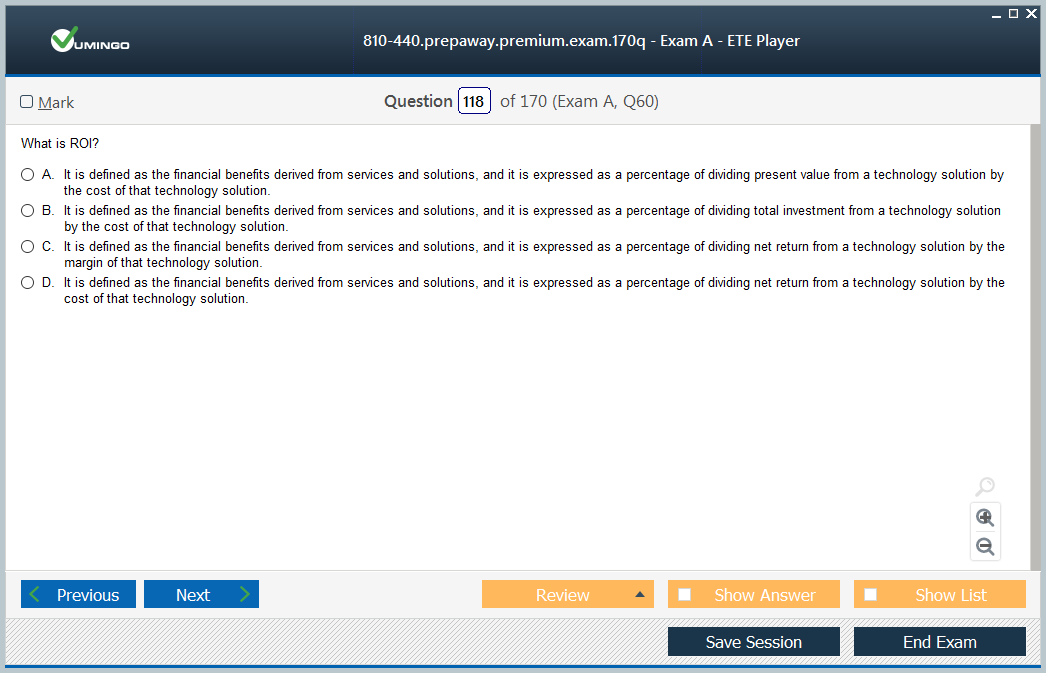 VUMINGO
810-440.prepaway.premium.exam.170q - Exam A - ETE Player
Mark
Question 118 of 170 (Exam A, Q60)
What is ROI?
A. It is defined as the financial benefits derived from services and solutions, and it is expressed as a percentage of dividing present value from a technology solution by
the cost of that technology solution.
B. It is defined as the financial benefits derived from services and solutions, and it is expressed as a percentage of dividing total investment from a technology solution
by the cost of that technology solution.
C. It is defined as the financial benefits derived from services and solutions, and it is expressed as a percentage of dividing net return from a technology solution by the
margin of that technology solution.
D. It is defined as the financial benefits derived from services and solutions, and it is expressed as a percentage of dividing net return from a technology solution by the
cost of that technology solution.
Previous Next Review Show Answer Show List
Save Session End Exam